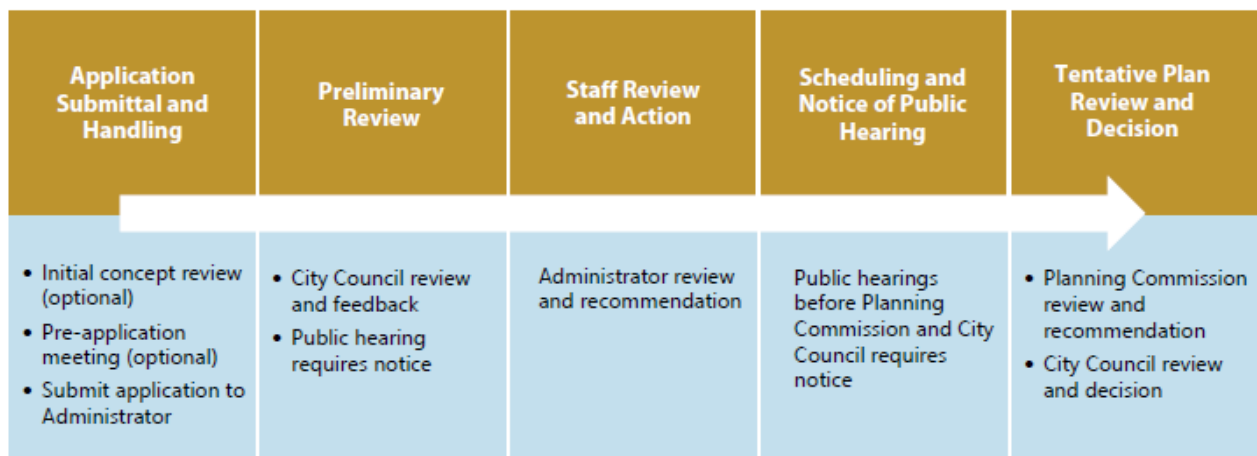 Application
Submittal and
Handling
Preliminary
Review
Staff Review
and Action
Scheduling and
Notice of Public
Hearing
Tentative Plan
Review and
Decision
• Initial concept review
(optional)
• Pre-application
meeting (optional)
• Submit application to
Administrator
• City Council review
and feedback
• Public hearing
requires notice
Administrator review
and recommendation
Public hearings
before Planning
Commission and City
Council requires
notice
• Planning Commission
review and
recommendation
• City Council review
and decision